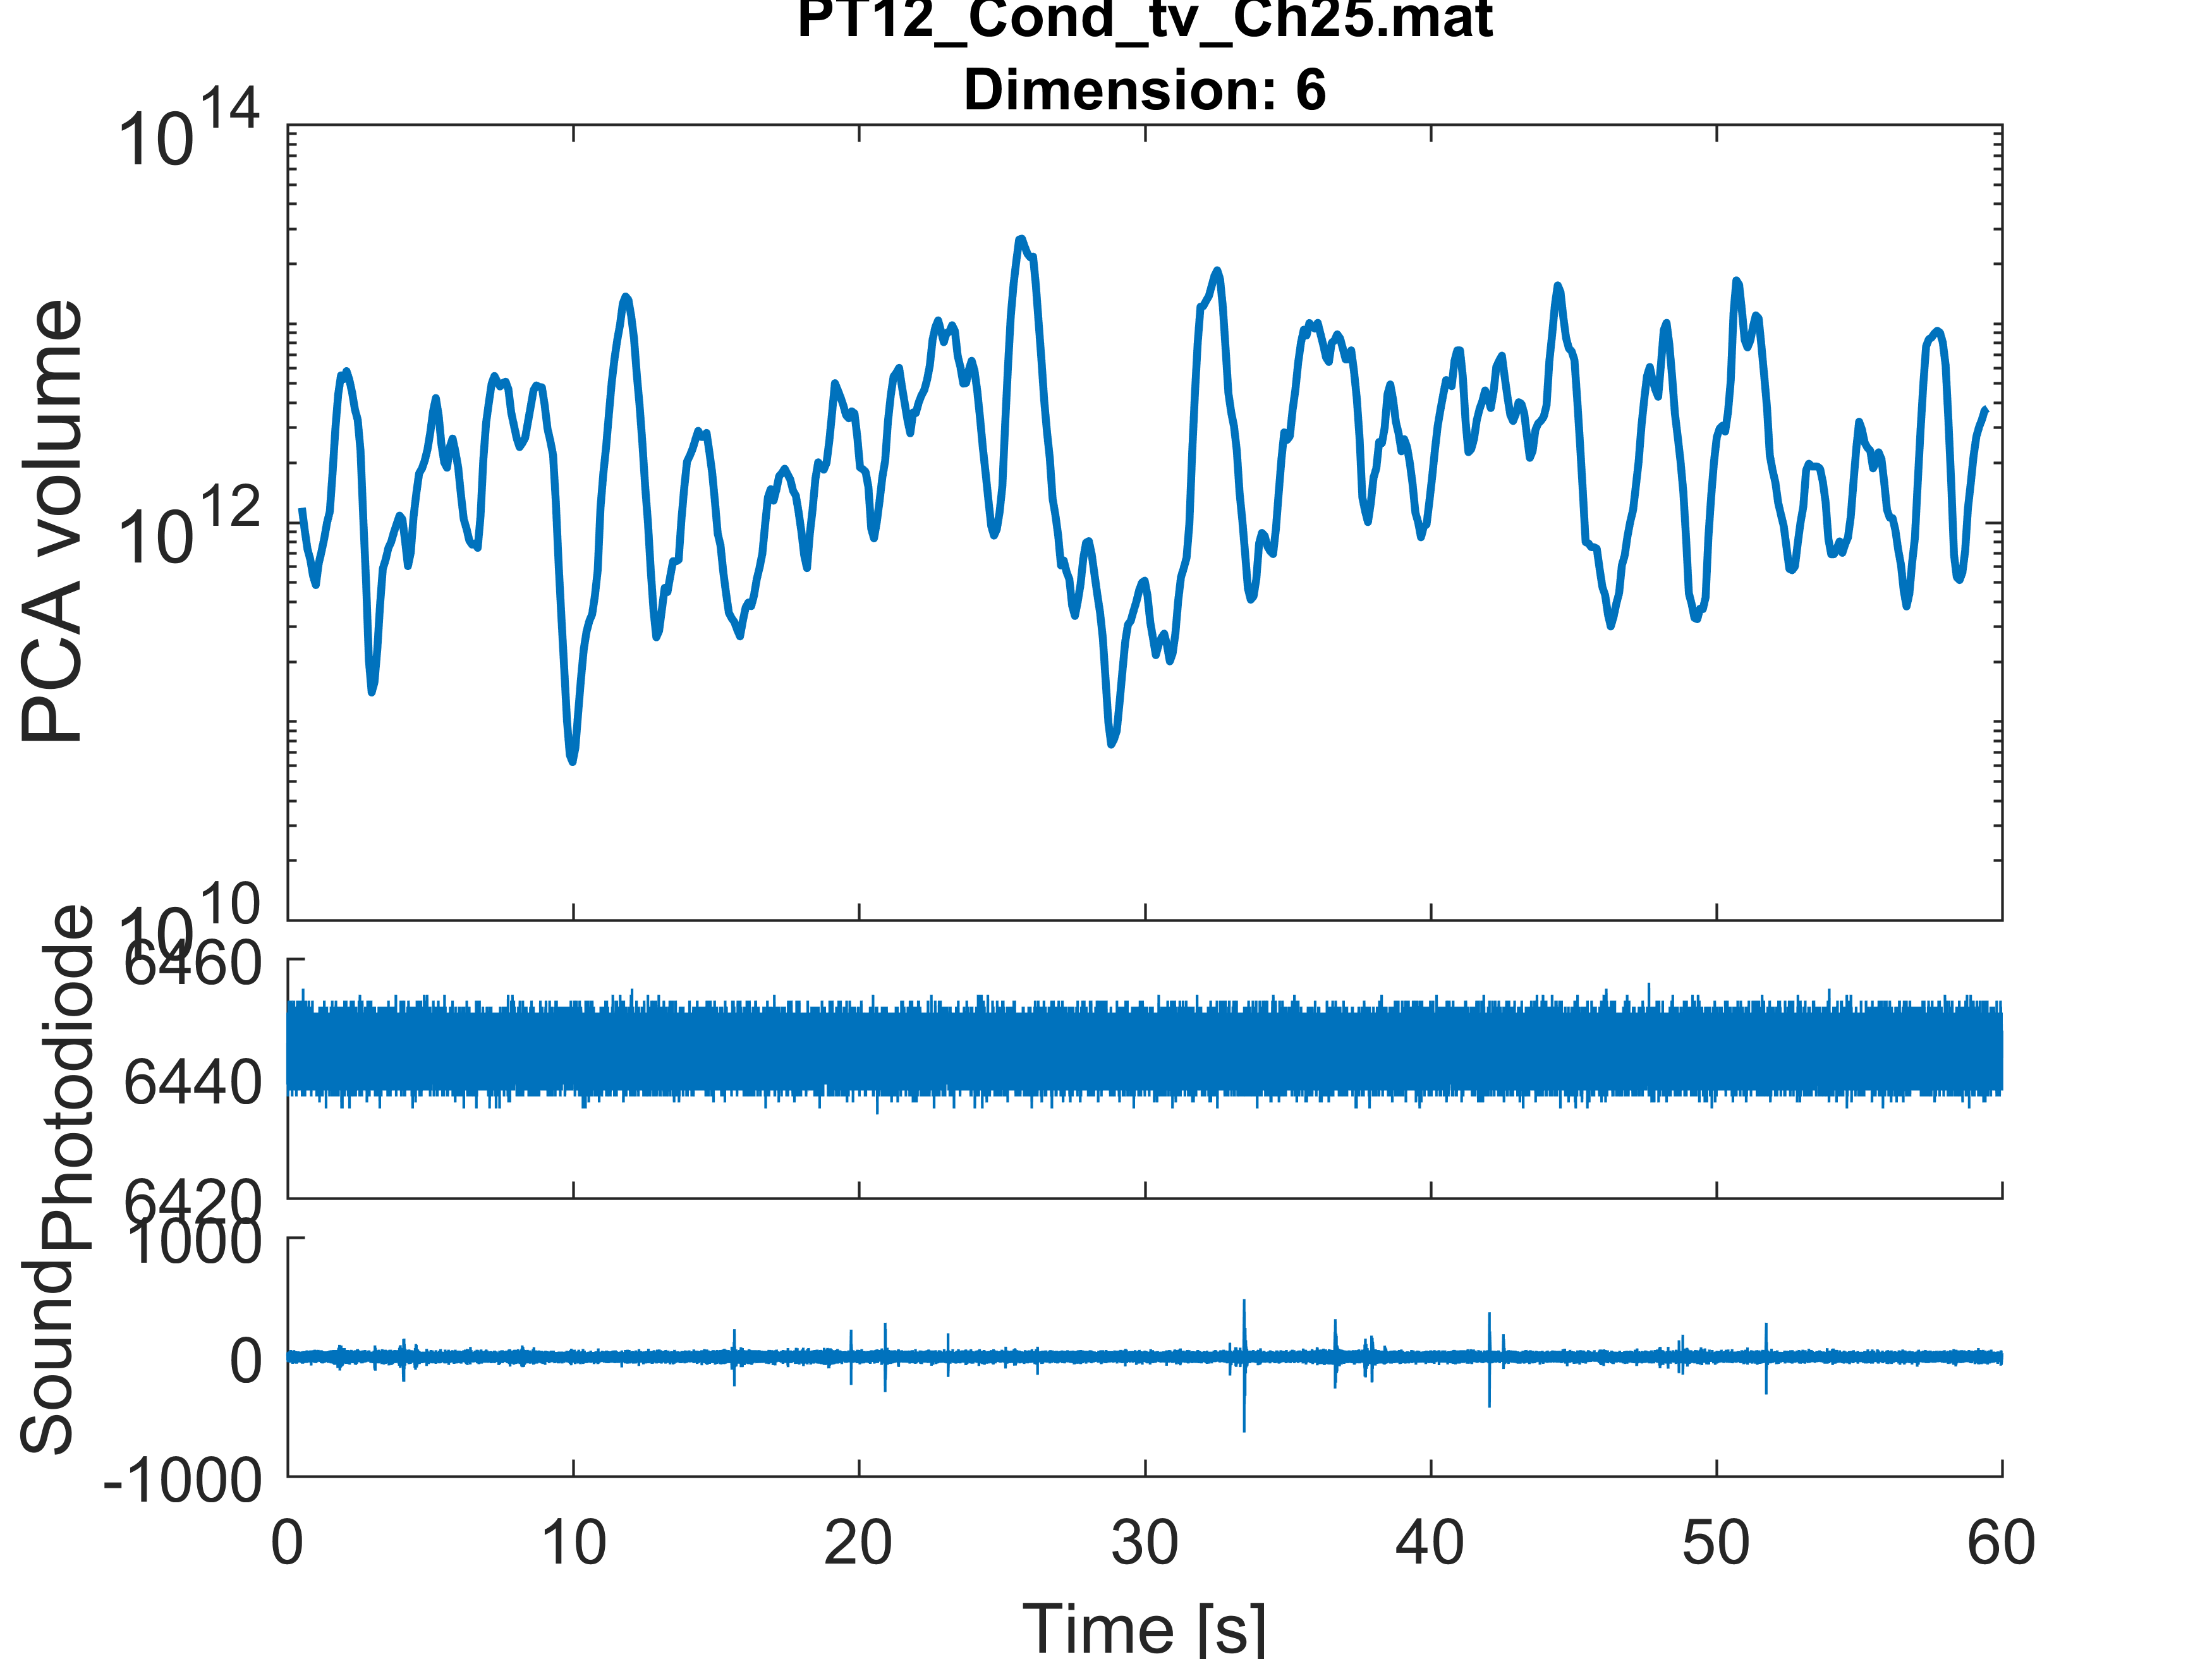 PT12_Cond_tv_Ch25.mat
Dimension: 6
PCA volume
10^14
10^12
10^10
Photodiode
6460
6440
6420
Sound
1000
0
-1000
0 10 20 30 40 50 60
Time [s]